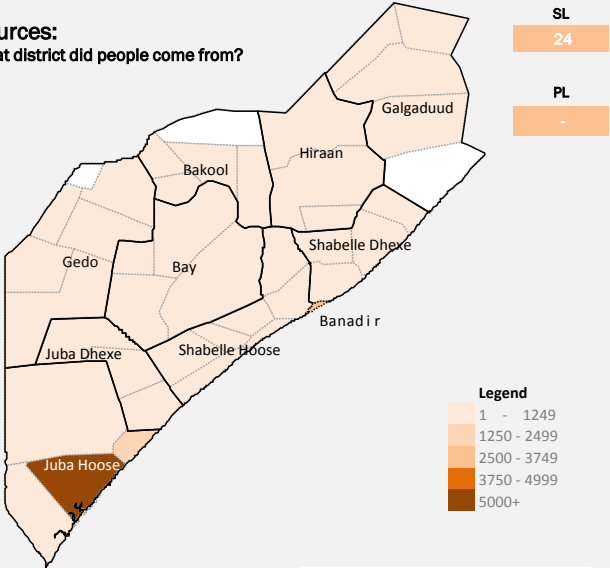 urces:
at district did people come from?
SL
24
PL
-
Galgaduud
Hiraan
Bakool
Shabelle Dhexe
Gedo
Bay
Banadir
Juba Dhexe
Shabelle Hoose
Juba Hoose
Legend
1 - 1249
1250 - 2499
2500 - 3749
3750 - 4999
5000+